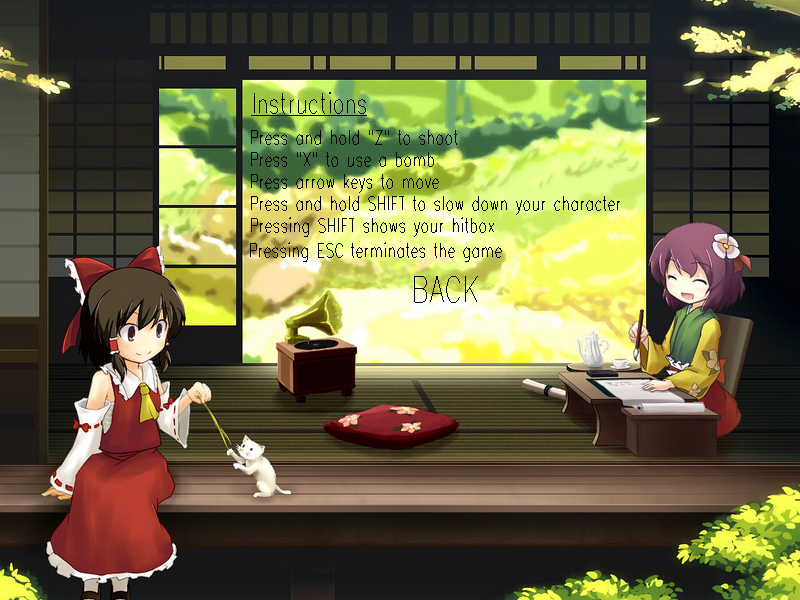 Instructions
Press and hold "Z" to shoot
Press "X" to use a bomb
Press arrow keys to move
Press and hold SHIFT to slow down your character
Pressing SHIFT shows your hitbox
Pressing ESC terminates the game
BACK